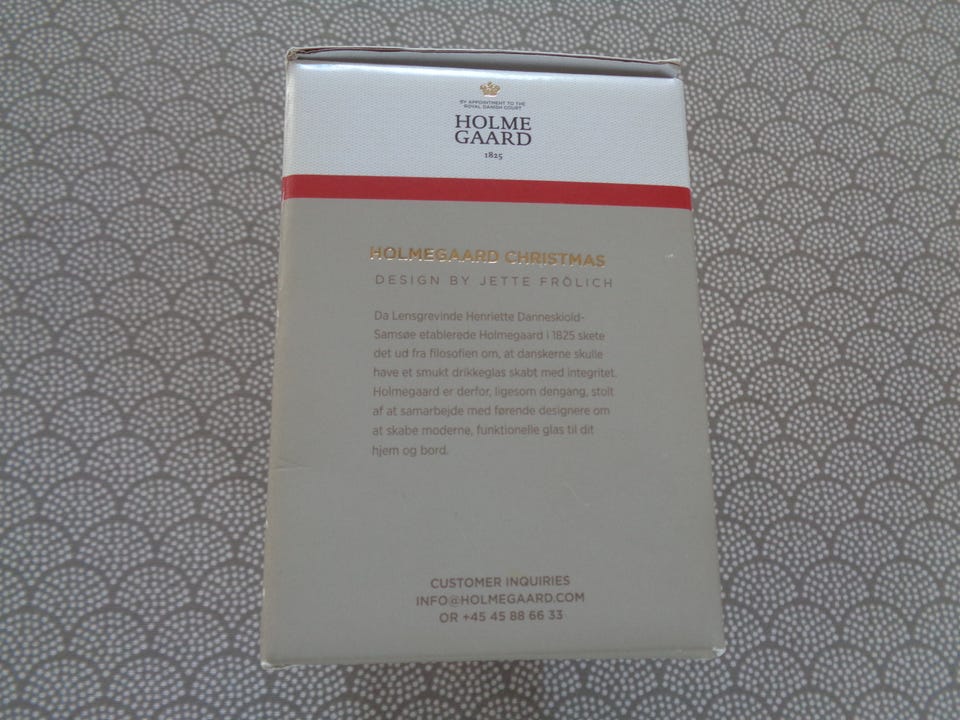 BY APPOINTMENT TO THE
ROYAL DANISH COURT
HOLME
GAARD
1825
HOLMEGAARD CHRISTMAS
DESIGN BY JETTE FRÖLICH
Da Lensgrevinde Henriette Danneskiold-
Samsøe etablerede Holmegaard i 1825 skete
det ud fra filosofien om, at danskerne skulle
have et smukt drikkeglas skabt med integritet.
Holmegaard er derfor, ligesom dengang, stolt
af at samarbejde med førende designere om
at skabe moderne, funktionelle glas til dit
hjem og bord.
CUSTOMER INQUIRIES
INFO@HOLMEGAARD.COM
OR +45 45 88 66 33